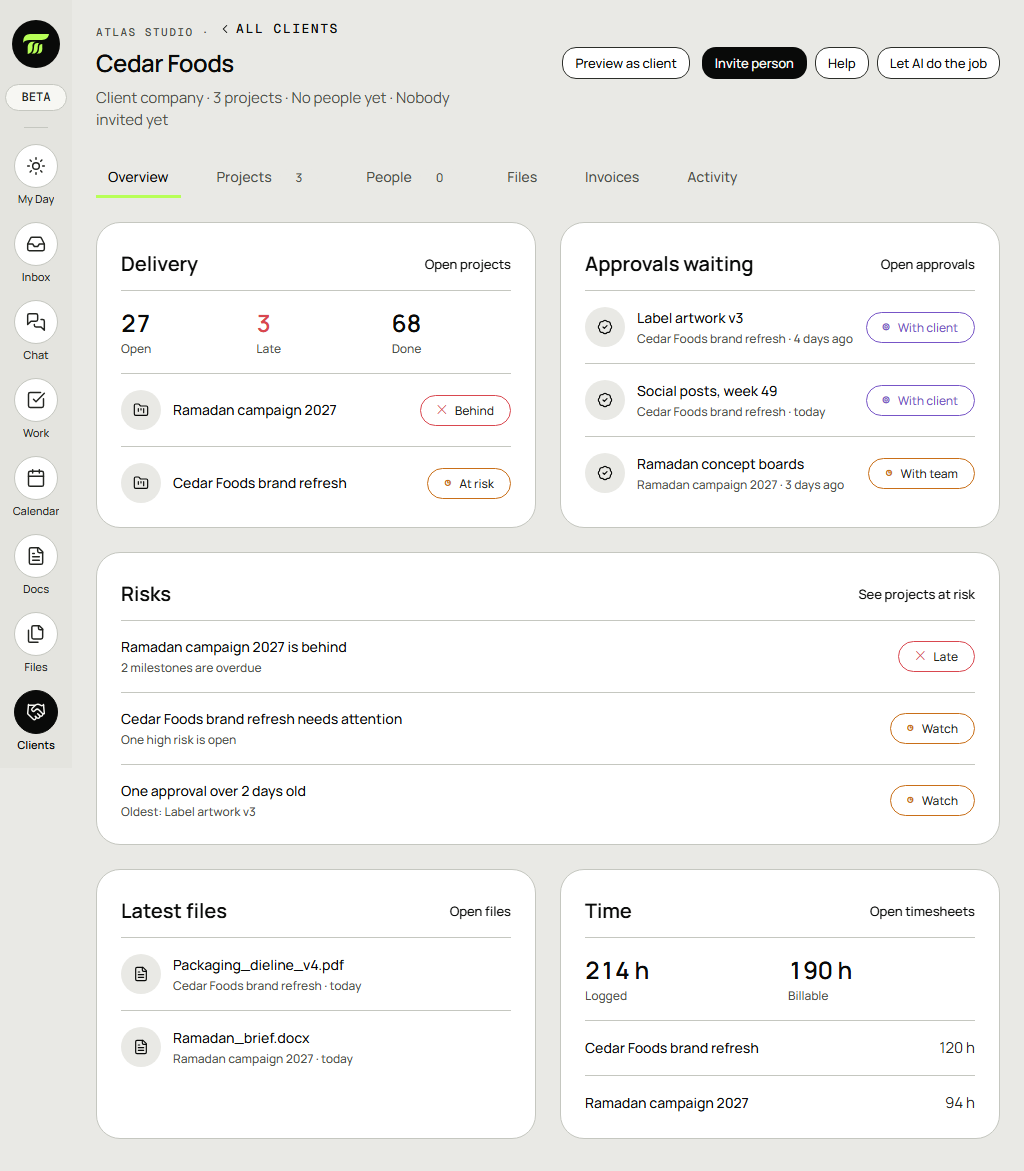 ATLAS STUDIO · < ALL CLIENTS
Cedar Foods
Preview as client
Invite person
Help
Let AI do the job
Client company · 3 projects · No people yet · Nobody
invited yet
BETA
My Day
Inbox
Chat
Work
Calendar
Docs
Files
Clients
Overview
Projects 3
People 0
Files
Invoices
Activity
Delivery
Open projects
27
Open
3
Late
68
Done
Ramadan campaign 2027
Behind
Cedar Foods brand refresh
At risk
Approvals waiting
Open approvals
Label artwork v3
Cedar Foods brand refresh · 4 days ago
With client
Social posts, week 49
Cedar Foods brand refresh · today
With client
Ramadan concept boards
Ramadan campaign 2027 · 3 days ago
With team
Risks
See projects at risk
Ramadan campaign 2027 is behind
2 milestones are overdue
Late
Cedar Foods brand refresh needs attention
One high risk is open
Watch
One approval over 2 days old
Oldest: Label artwork v3
Watch
Latest files
Open files
Packaging_dieline_v4.pdf
Cedar Foods brand refresh · today
Ramadan_brief.docx
Ramadan campaign 2027 · today
Time
Open timesheets
214 h
Logged
190 h
Billable
Cedar Foods brand refresh
120 h
Ramadan campaign 2027
94 h